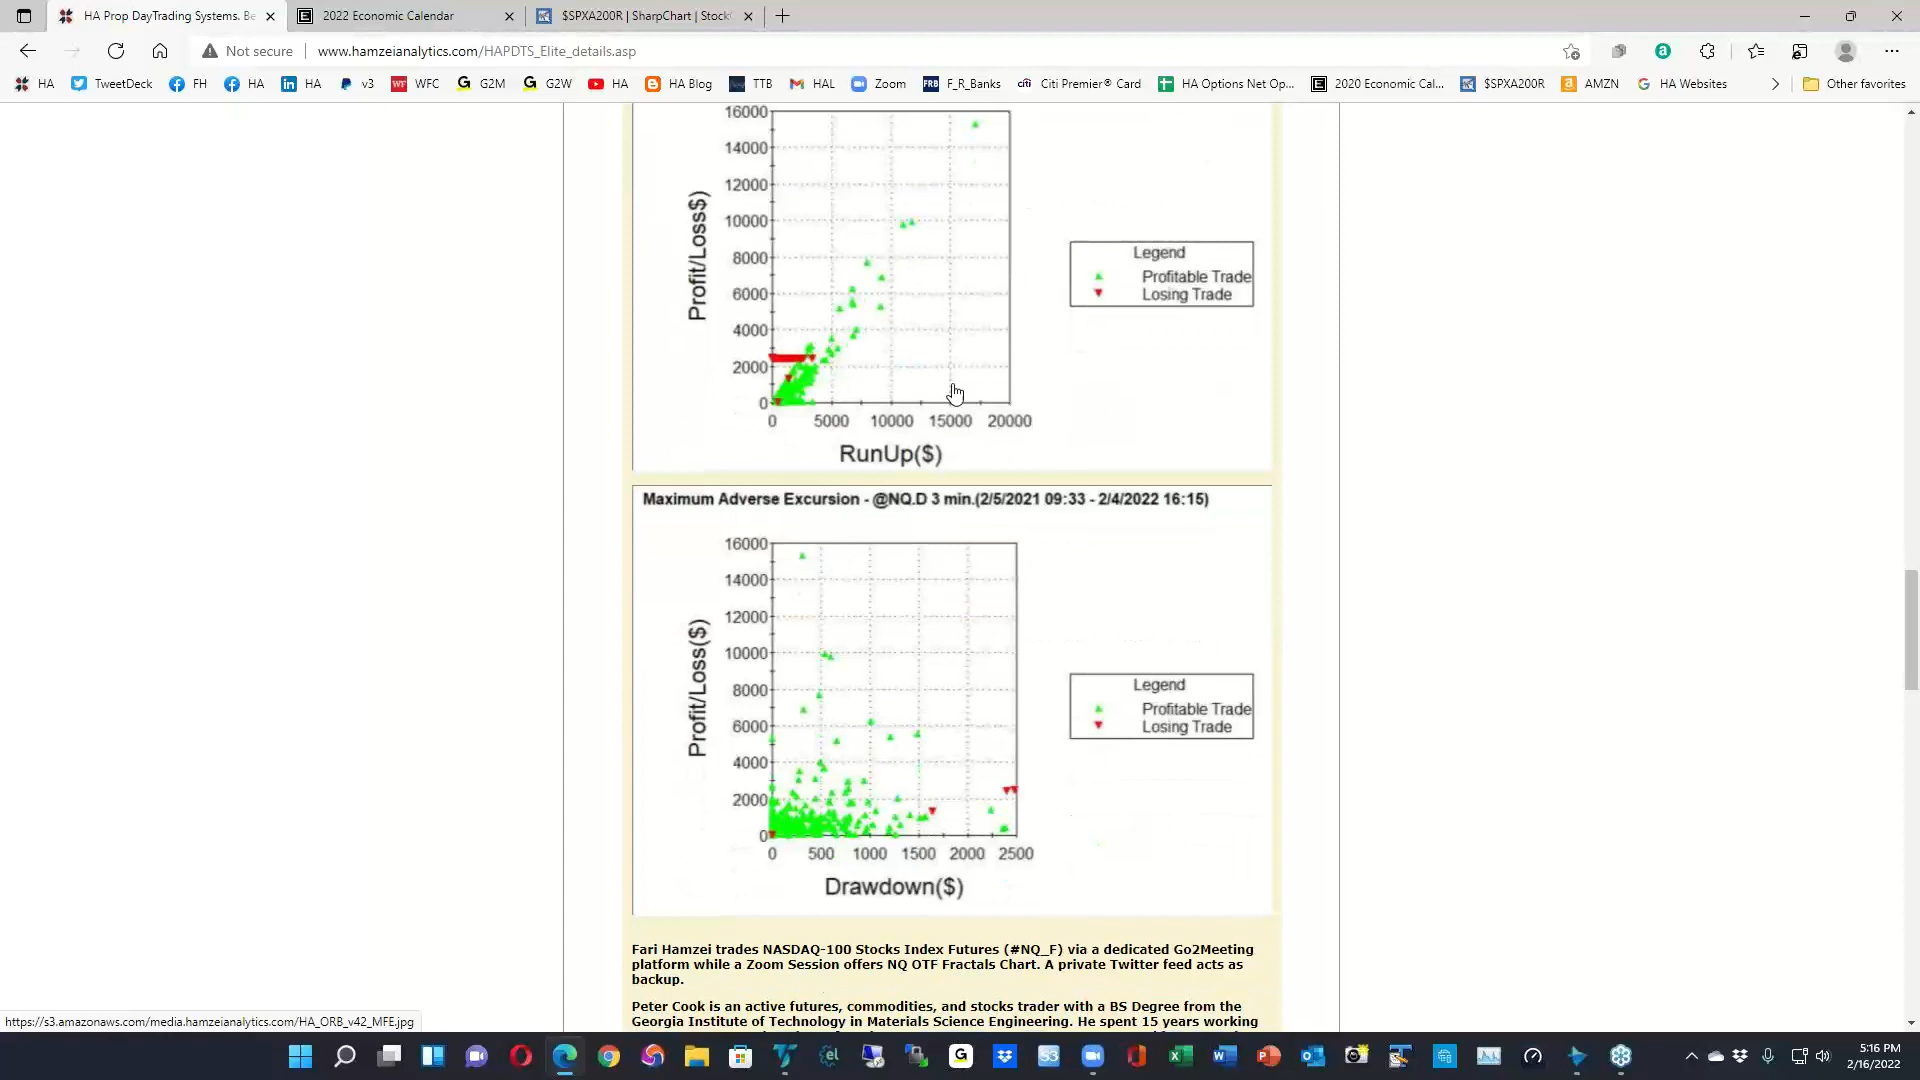 HA Prop DayTrading Systems. Be
2022 Economic Calendar
$SPXA200R | SharpChart | Stock
Not secure
www.hamzeianalytics.com/HAPDTS_Elite_details.asp
HA
TweetDeck
FH
HA
HA
v3
WFC
G2M
G2W
HA
HA Blog
TTB
HAL
Zoom
F_R_Banks
Citi Premier® Card
HA Options Net Op...
2020 Economic Cal...
$SPXA200R
AMZN
HA Websites
Other favorites
16000
14000
12000
10000
8000
6000
4000
2000
0
Profit/Loss$)
0 5000 10000 15000 20000
RunUp($)
Legend
Profitable Trade
Losing Trade
Maximum Adverse Excursion - @NQ.D 3 min.(2/5/2021 09:33 - 2/4/2022 16:15)
16000
14000
12000
10000
8000
6000
4000
2000
0
Profit/Loss($)
0 500 1000 1500 2000 2500
Drawdown($)
Legend
Profitable Trade
Losing Trade
Fari Hamzei trades NASDAQ-100 Stocks Index Futures (#NQ_F) via a dedicated Go2Meeting
platform while a Zoom Session offers NQ OTF Fractals Chart. A private Twitter feed acts as
backup.
Peter Cook is an active futures, commodities, and stocks trader with a BS Degree from the
Georgia Institute of Technology in Materials Science Engineering. He spent 15 years working
https://s3.amazonaws.com/media.hamzeianalytics.com/HA_ORB_v42_MFE.jpg
5:16 PM
2/16/2022